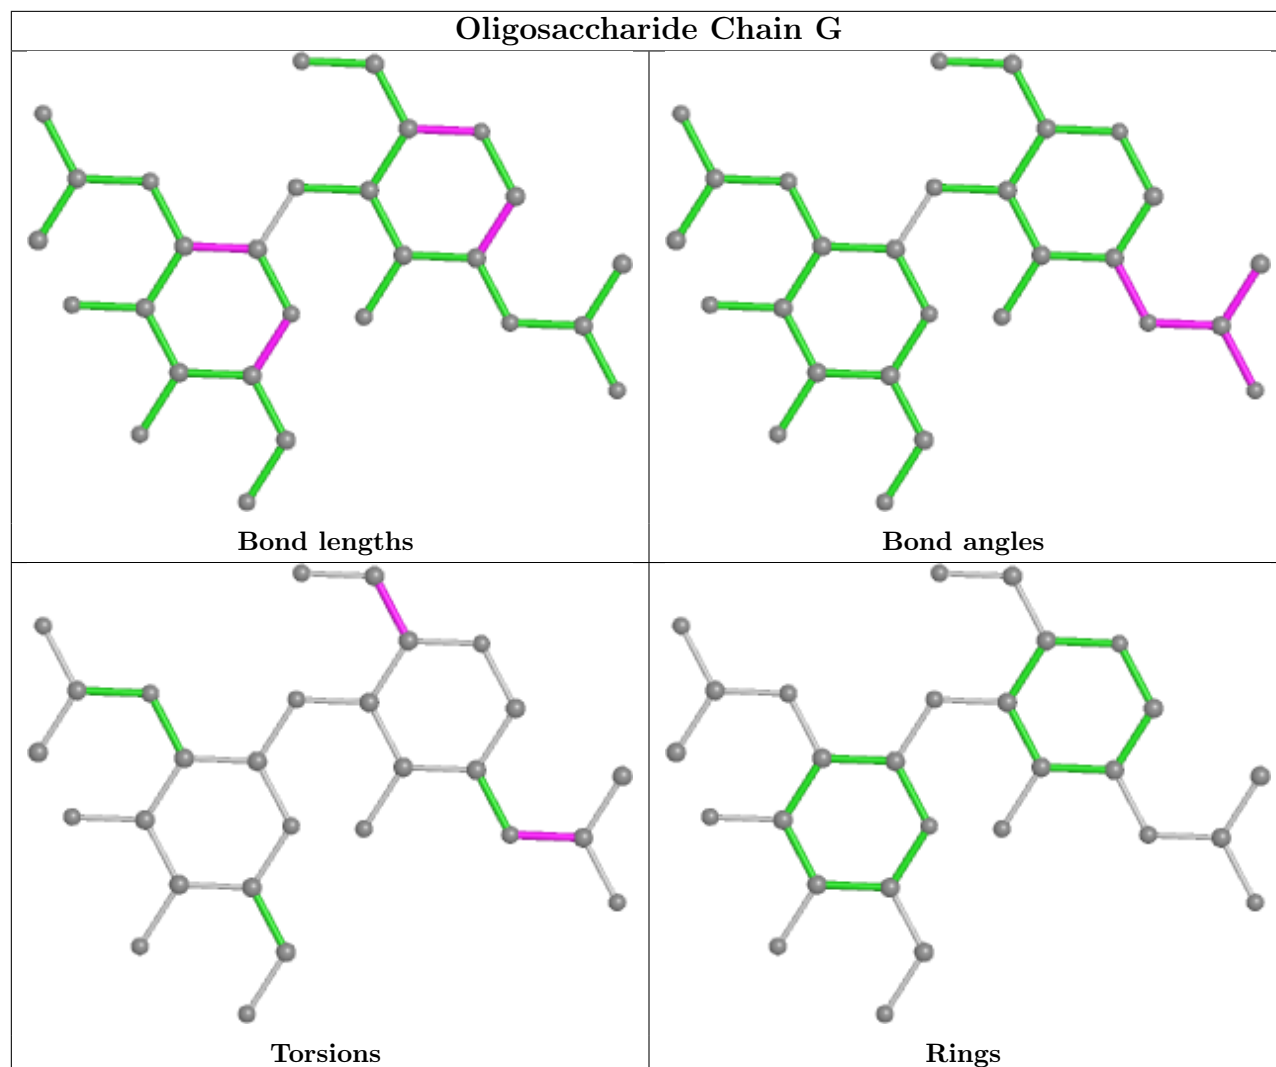 Oligosaccharide Chain G
Bond lengths
Bond angles
Torsions
Rings